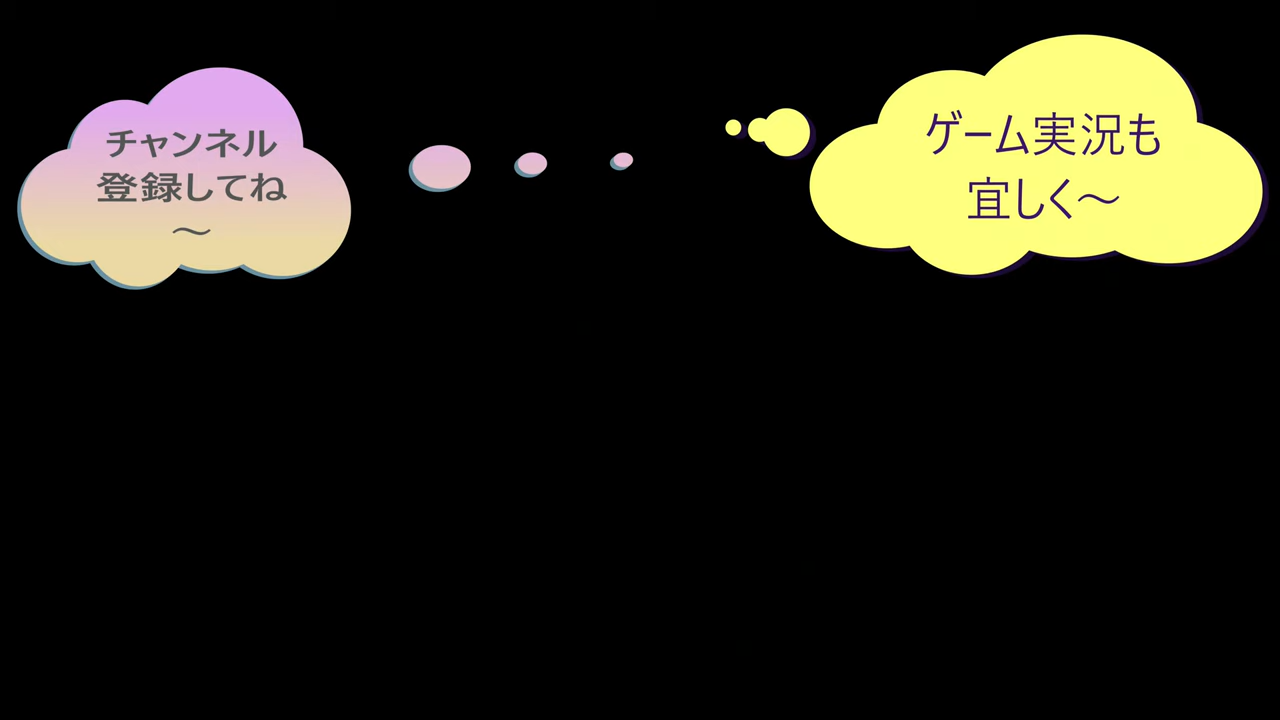 チャンネル
登録してね
～
ゲーム実況も
宜しく～